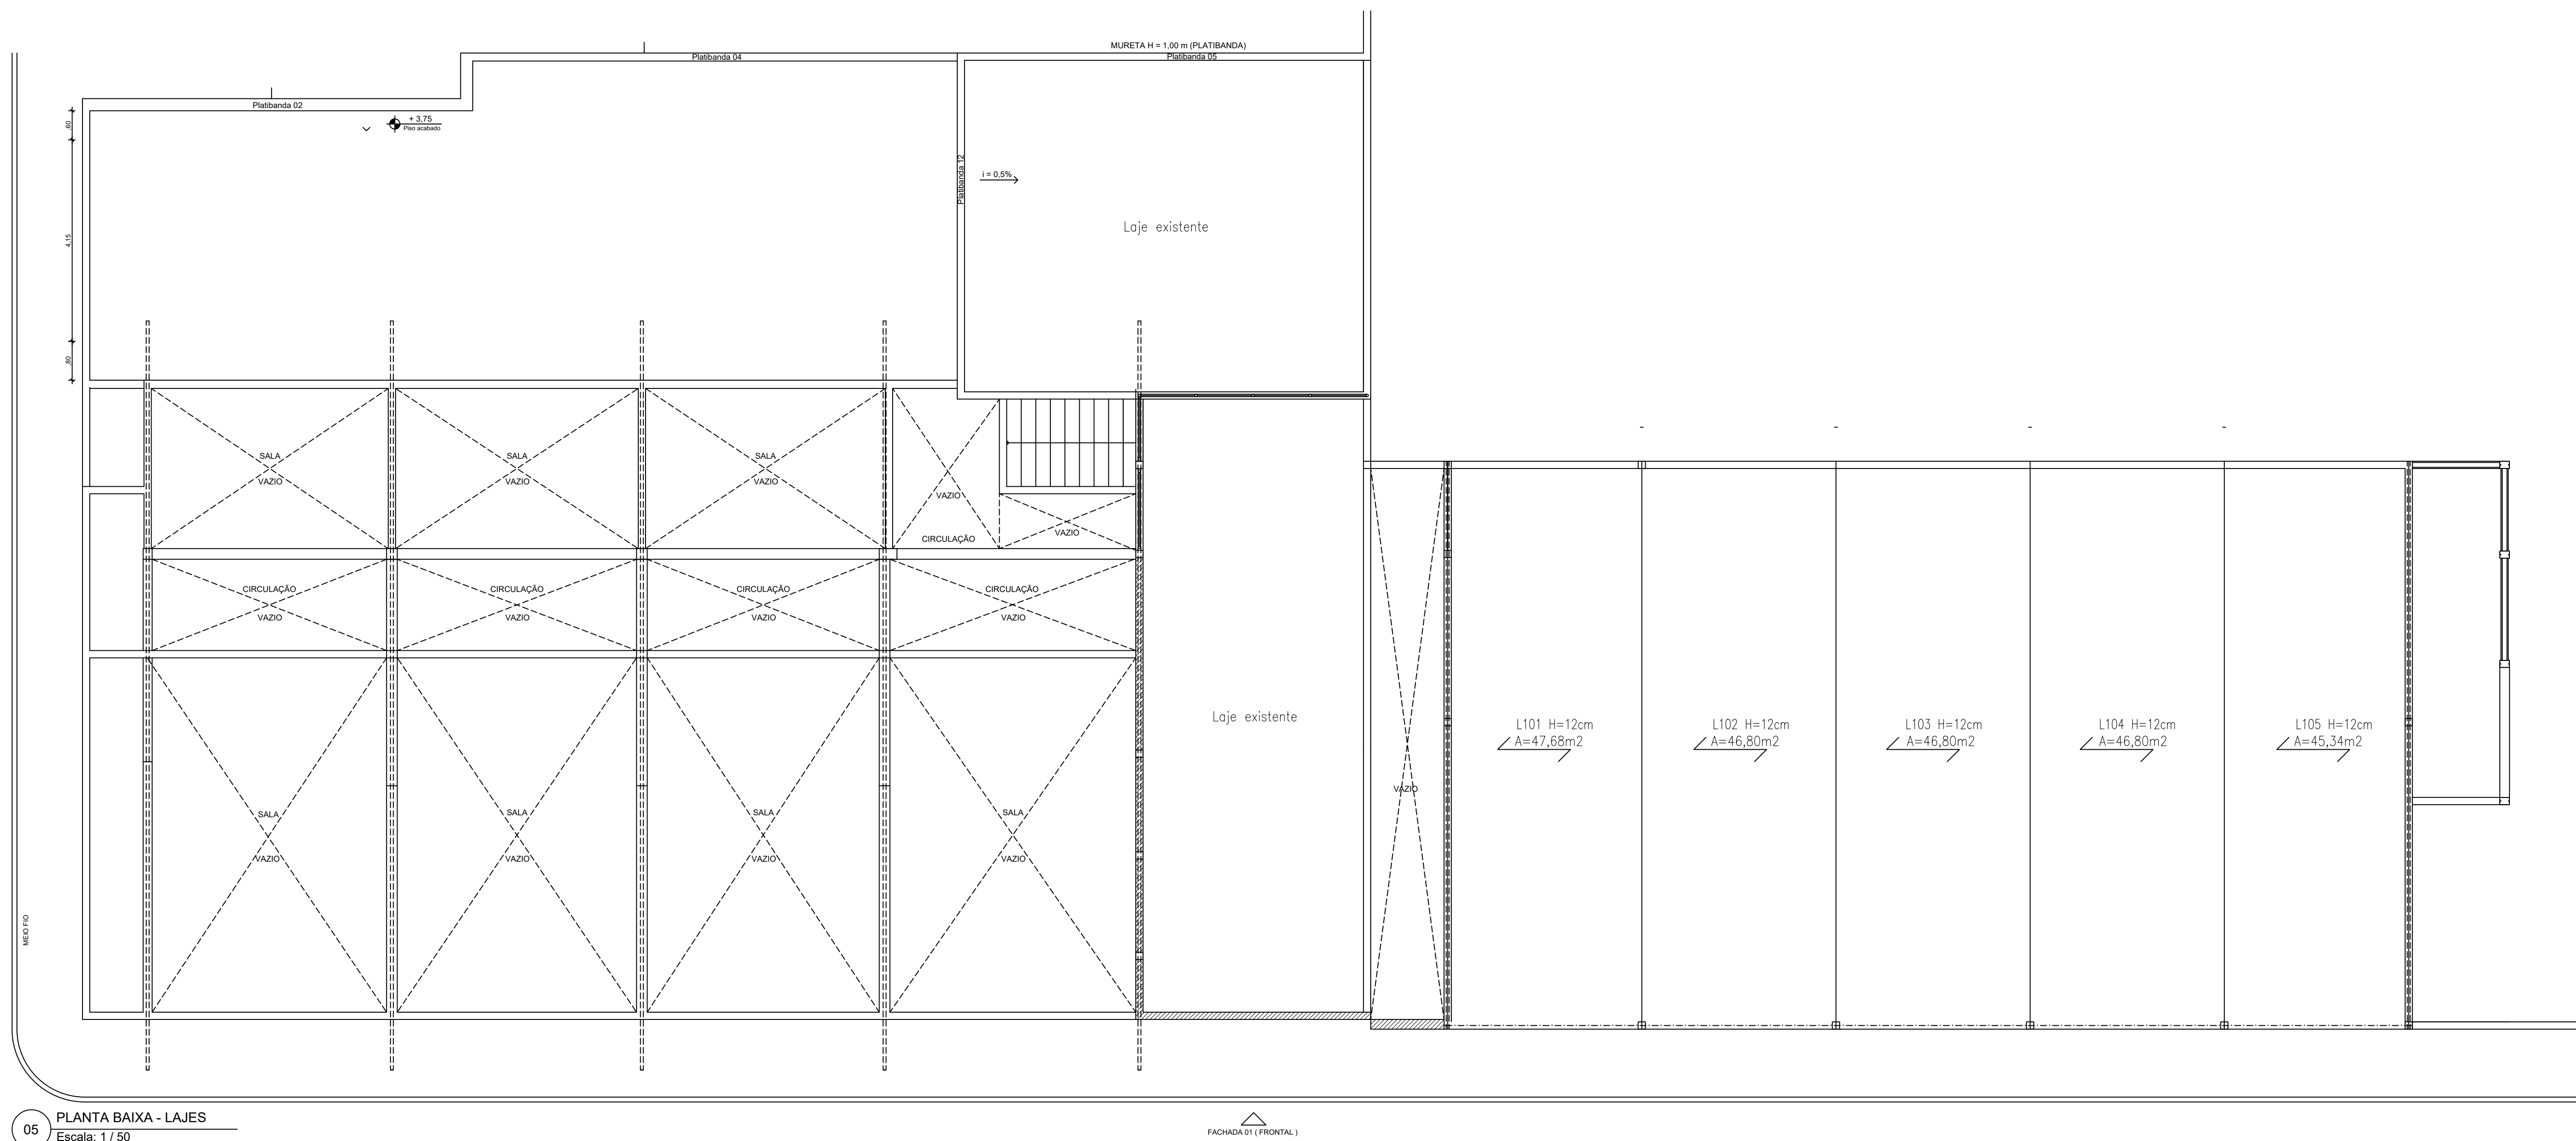 MURETA H = 1,00 m (PLATIBANDA)
Platibanda 04
Platibanda 05
Platibanda 02
+ 3,75
Piso acabado
,60
Platibanda 12
i = 0,5%
4,15
Laje existente
,80
SALA
VAZIO
SALA
VAZIO
SALA
VAZIO
VAZIO
CIRCULAÇÃO
VAZIO
CIRCULAÇÃO
VAZIO
CIRCULAÇÃO
VAZIO
CIRCULAÇÃO
VAZIO
CIRCULAÇÃO
VAZIO
Laje existente
L101 H=12cm
A=47,68m2
L102 H=12cm
A=46,80m2
L103 H=12cm
A=46,80m2
L104 H=12cm
A=46,80m2
L105 H=12cm
A=45,34m2
VAZIO
SALA
VAZIO
SALA
VAZIO
SALA
VAZIO
SALA
VAZIO
MEIO FIO
05
PLANTA BAIXA - LAJES
Escala: 1 / 50
FACHADA 01 ( FRONTAL )